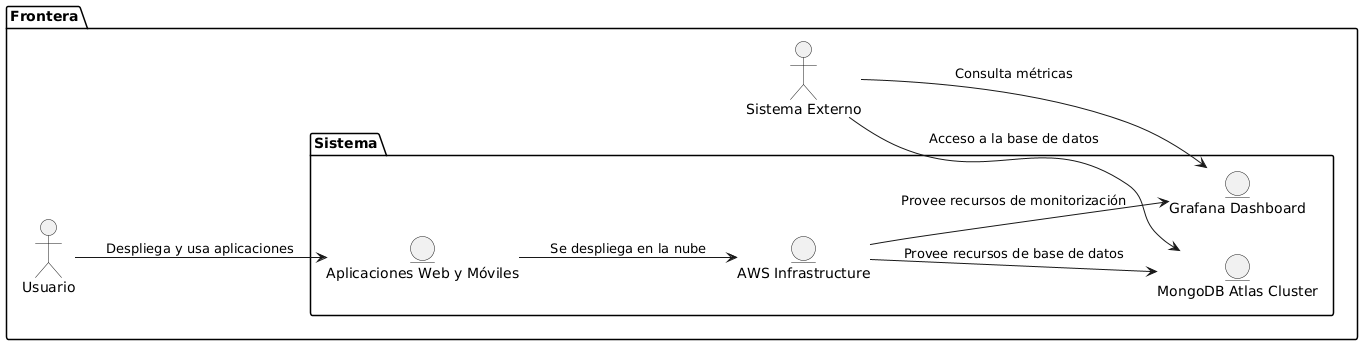 Frontera
Sistema Externo
Consulta métricas
Acceso a la base de datos
Sistema
Provee recursos de monitorización
Grafana Dashboard
Despliega y usa aplicaciones
Se despliega en la nube
Provee recursos de base de datos
Usuario
Aplicaciones Web y Móviles
AWS Infrastructure
MongoDB Atlas Cluster